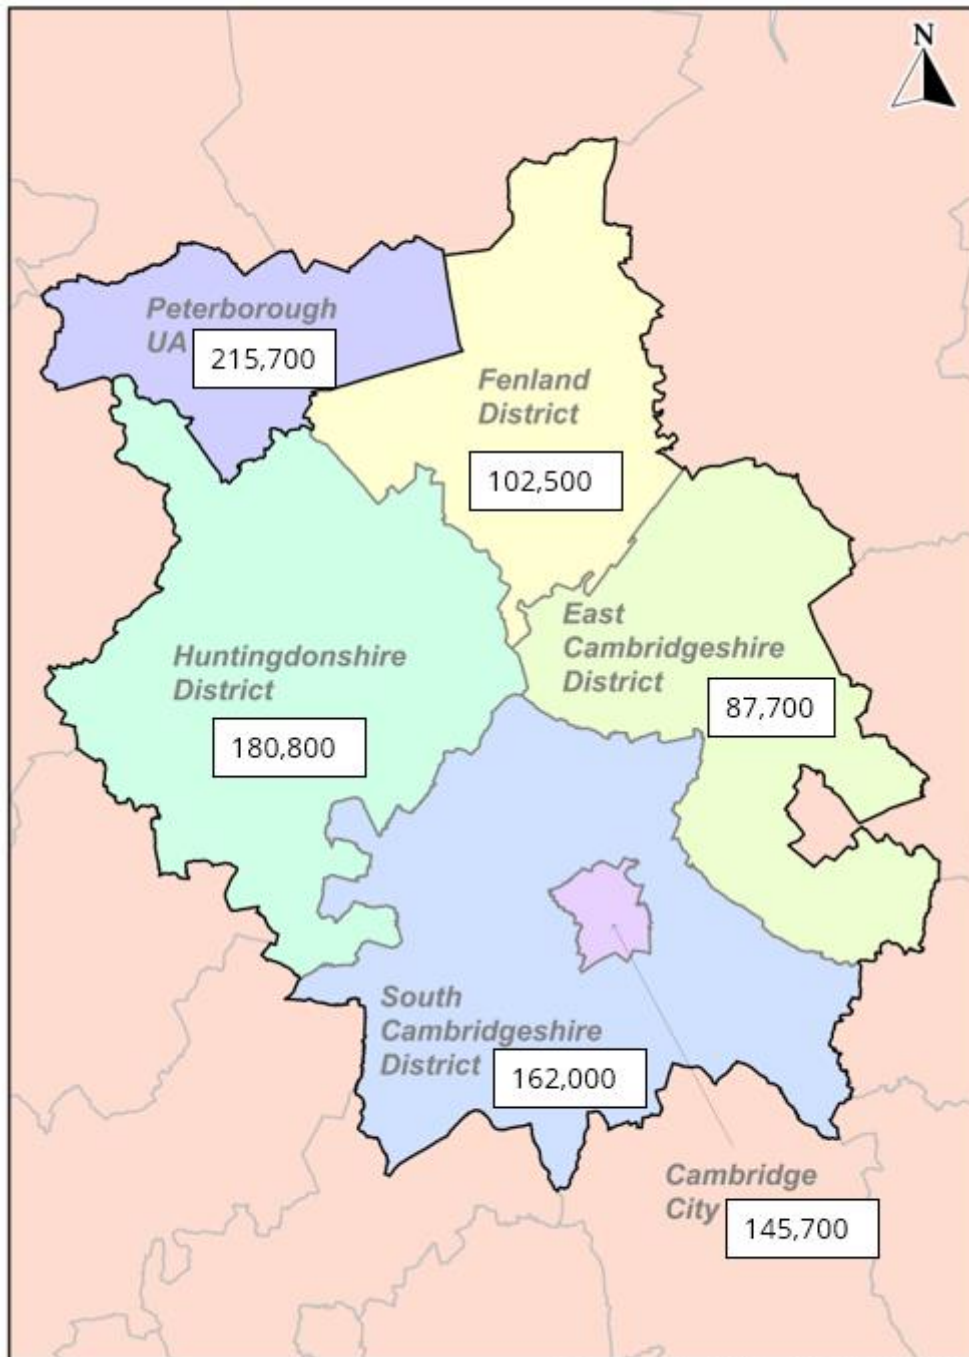 N
Peterborough
UA
215,700
Fenland
District
102,500
East
Cambridgeshire
District
87,700
Huntingdonshire
District
180,800
South
Cambridgeshire
District
162,000
Cambridge
City
145,700